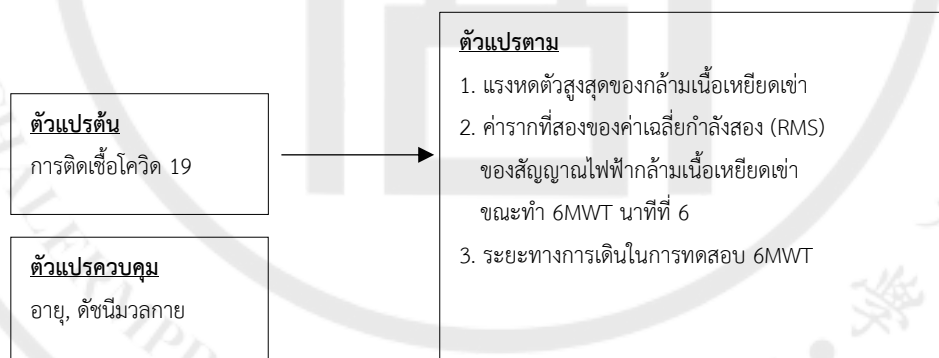 ตัวแปรต้น
การติดเชื้อโควิด 19
ตัวแปรควบคุม
อายุ, ดัชนีมวลกาย
ตัวแปรตาม
1. แรงหดตัวสูงสุดของกล้ามเนื้อเหยียดเข่า
2. ค่ารากที่สองของค่าเฉลี่ยกำลังสอง (RMS)
ของสัญญาณไฟฟ้ากล้ามเนื้อเหยียดเข่า
ขณะทำ 6MWT นาทีที่ 6
3. ระยะทางการเดินในการทดสอบ 6MWT